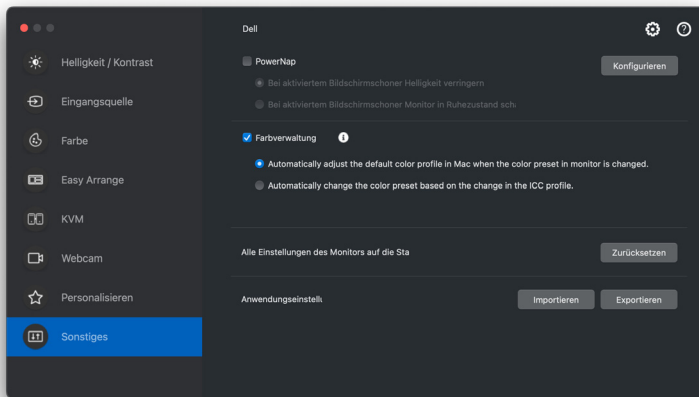 Dell
Helligkeit / Kontrast
Eingangsquelle
Farbe
Easy Arrange
KVM
Webcam
Personalisieren
Sonstiges
PowerNap
Konfigurieren
Bei aktiviertem Bildschirmschoner Helligkeit verringern
Bei aktiviertem Bildschirmschoner Monitor in Ruhezustand sch
Farbverwaltung
Automatically adjust the default color profile in Mac when the color preset in monitor is changed.
Automatically change the color preset based on the change in the ICC profile.
Alle Einstellungen des Monitors auf die Sta
Zurücksetzen
Anwendungseinstell
Importieren
Exportieren